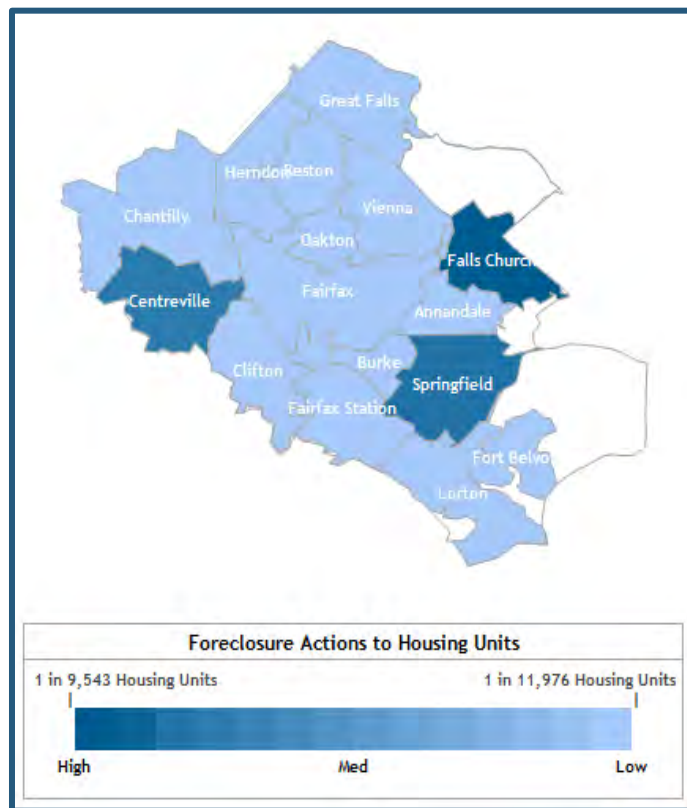 Great Falls
Herndon
Reston
Vienna
Chantilly
Oakton
Falls Church
Fairfax
Centreville
Annandale
Burke
Clifton
Springfield
Fairfax Station
Fort Belvo
Lorton
Foreclosure Actions to Housing Units
1 in 9,543 Housing Units 1 in 11,976 Housing Units
High Med Low